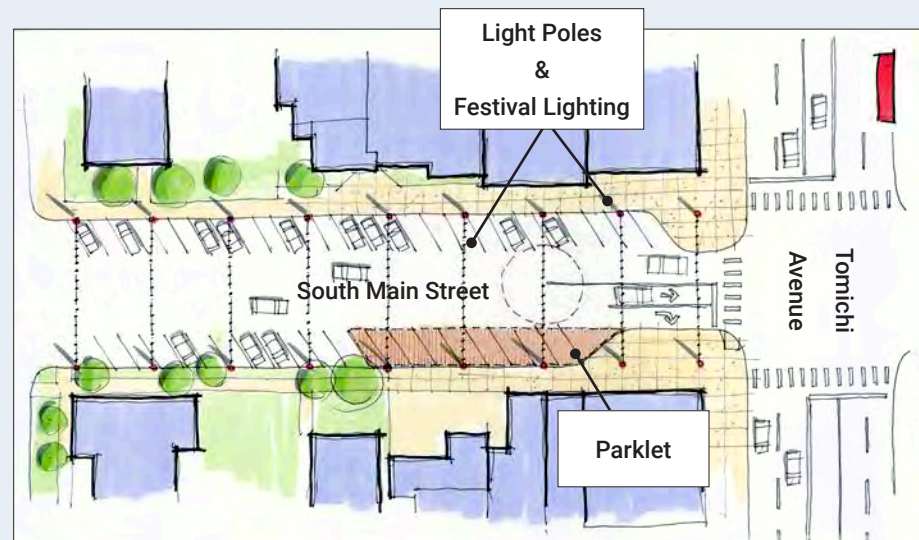 Light Poles
&
Festival Lighting
South Main Street
Tomichi
Avenue
Parklet